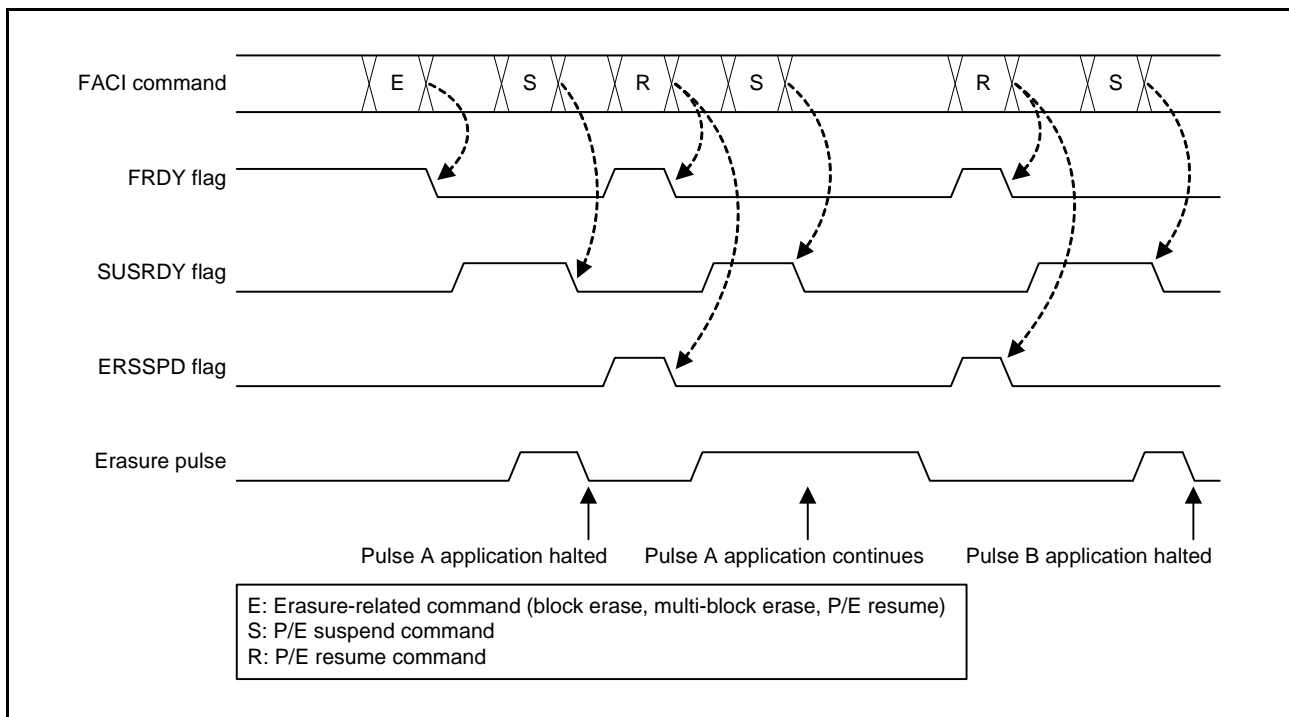 FACI command
E
S
R
S
R
S
FRDY flag
SUSRDY flag
ERSSPD flag
Erasure pulse
Pulse A application halted
Pulse A application continues
Pulse B application halted
E: Erasure-related command (block erase, multi-block erase, P/E resume)
S: P/E suspend command
R: P/E resume command